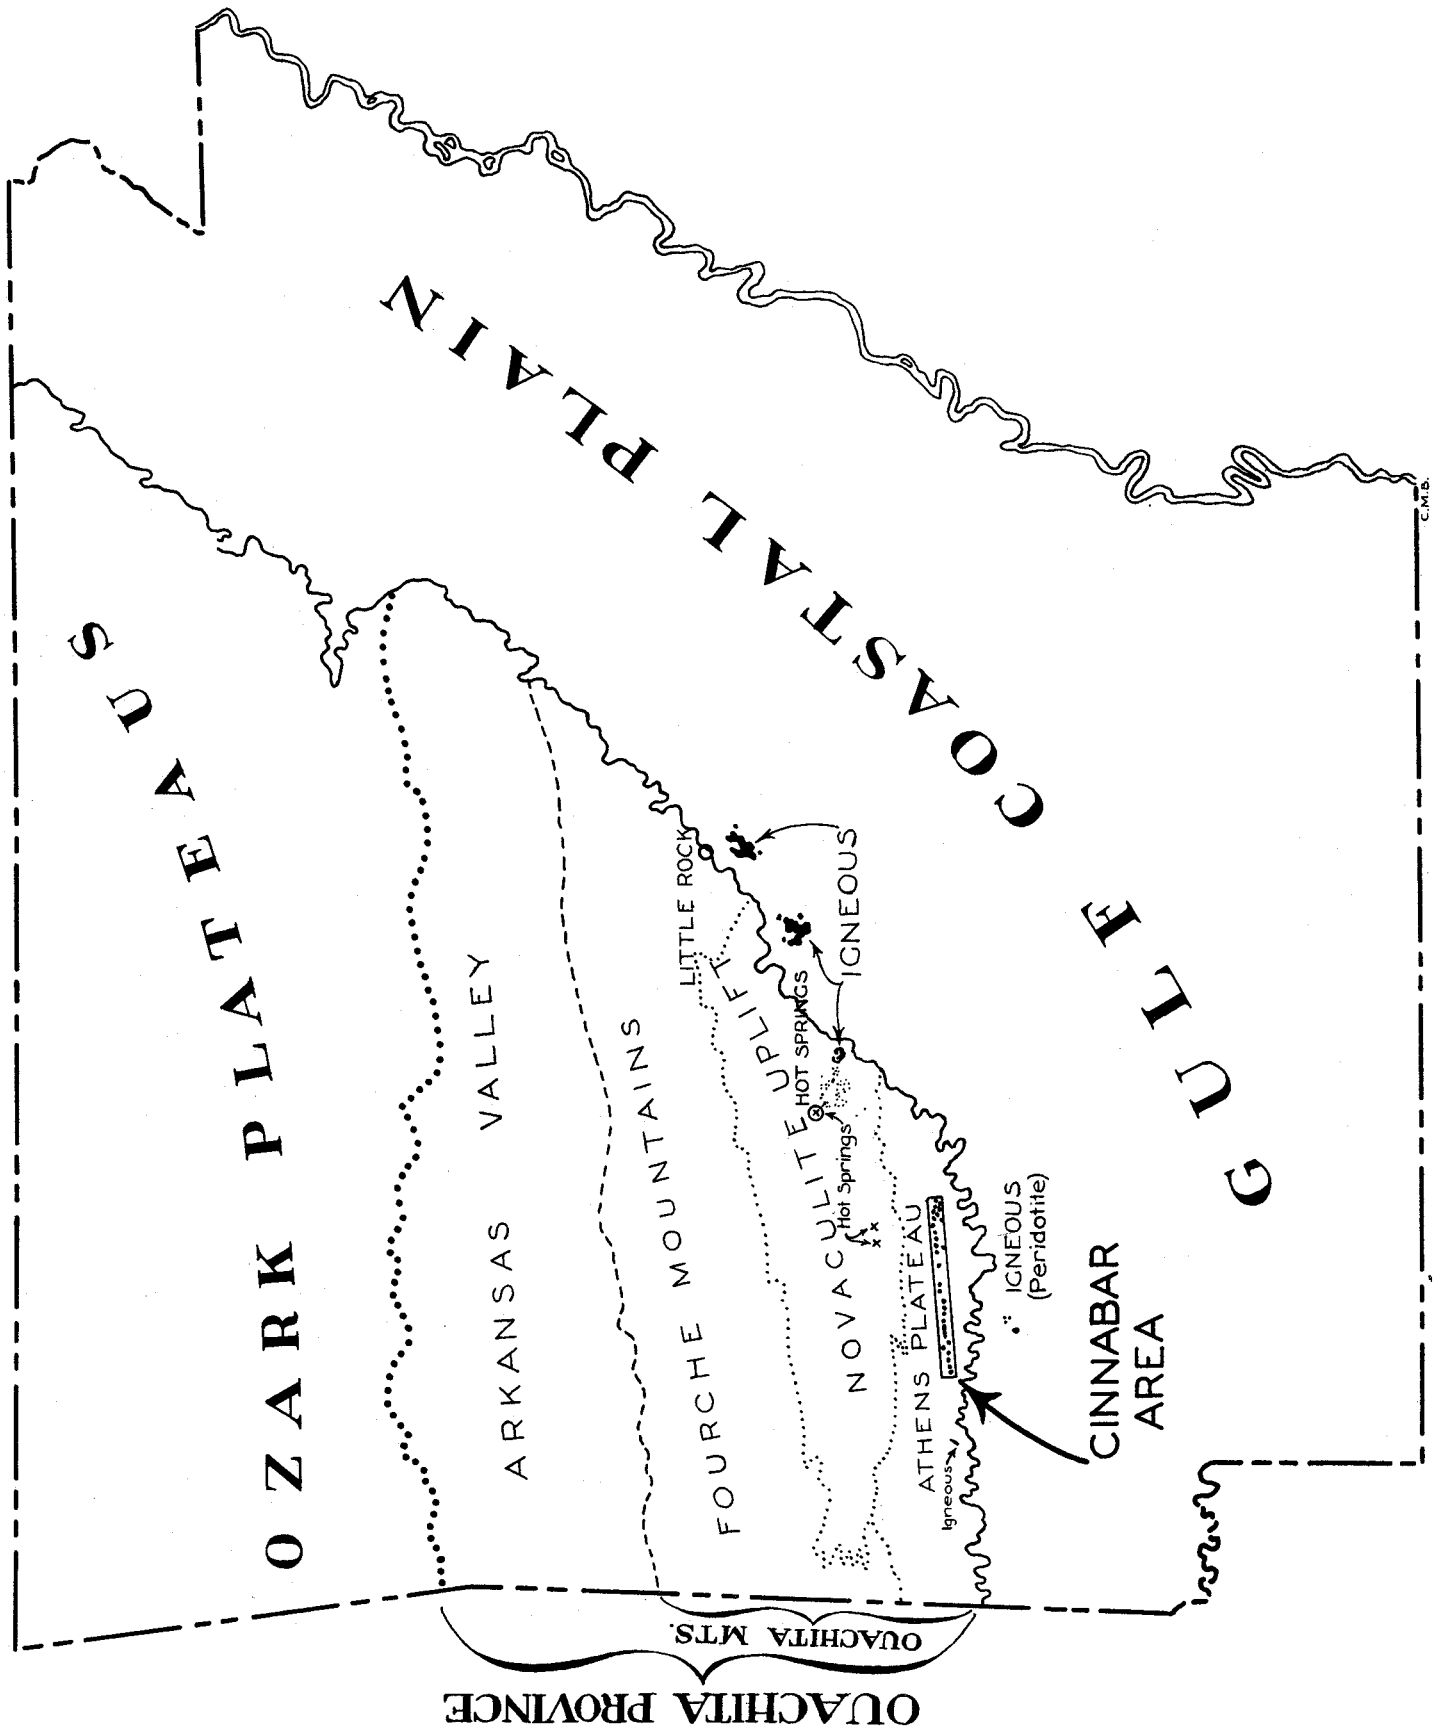 OZARK PLATEAUS
ARKANSAS VALLEY
FOURCHE MOUNTAINS
LITTLE ROCK
NOVACULITE UPLIFT
HOT SPRINGS
Hot Springs
IGNEOUS
ATHENS PLATEAU
Igneous
IGNEOUS
(Peridotite)
CINNABAR
AREA
GULF COASTAL PLAIN
OUACHITA MTS.
OUACHITA PROVINCE
C.M.B.